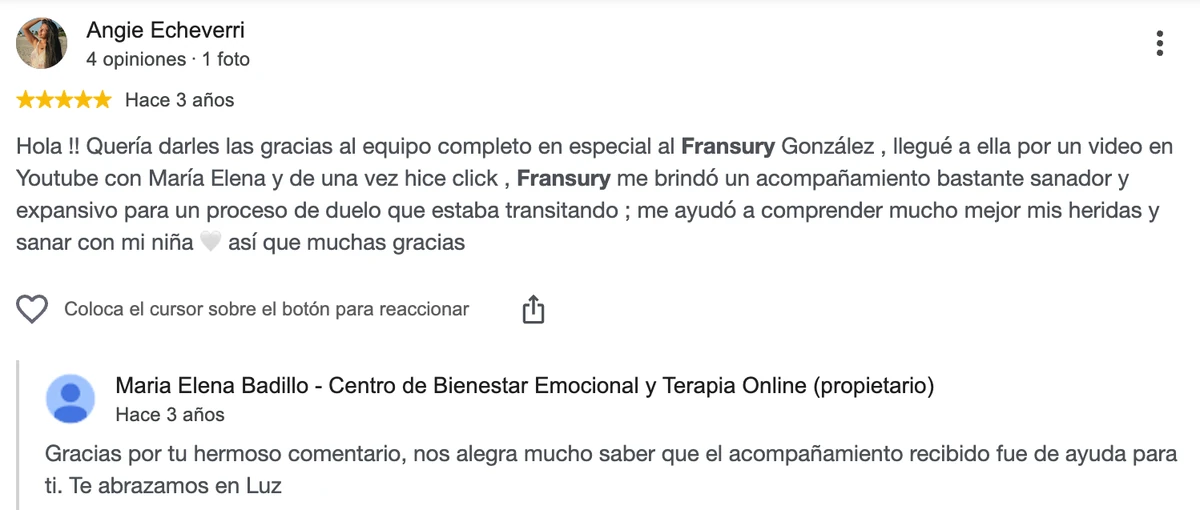 Angie Echeverri
4 opiniones · 1 foto
Hace 3 años
Hola !! Quería darles las gracias al equipo completo en especial al Fransury González , llegué a ella por un video en
Youtube con María Elena y de una vez hice click , Fransury me brindó un acompañamiento bastante sanador y
expansivo para un proceso de duelo que estaba transitando ; me ayudó a comprender mucho mejor mis heridas y
sanar con mi niña 🤍 así que muchas gracias
Coloca el cursor sobre el botón para reaccionar
Maria Elena Badillo - Centro de Bienestar Emocional y Terapia Online (propietario)
Hace 3 años
Gracias por tu hermoso comentario, nos alegra mucho saber que el acompañamiento recibido fue de ayuda para
ti. Te abrazamos en Luz